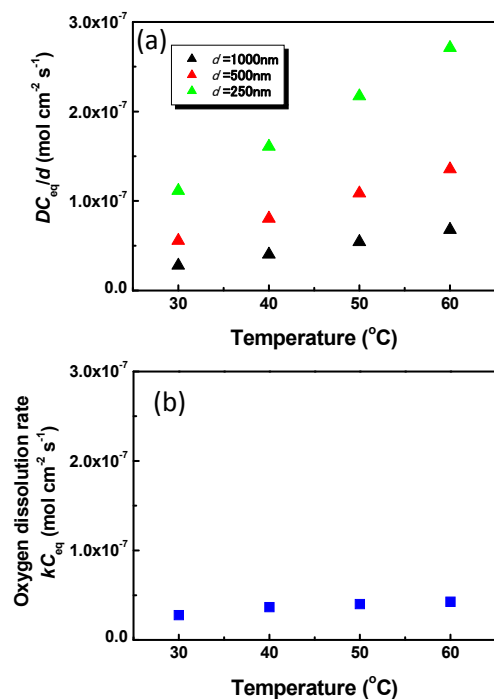 (a)
d=1000nm
d=500nm
d=250nm
3.0x10⁻⁷
2.0x10⁻⁷
1.0x10⁻⁷
0.0
DCeq/d (mol cm⁻² s⁻¹)
30 40 50 60
Temperature (°C)
(b)
3.0x10⁻⁷
2.0x10⁻⁷
1.0x10⁻⁷
0.0
Oxygen dissolution rate
kCeq (mol cm⁻² s⁻¹)
30 40 50 60
Temperature (°C)